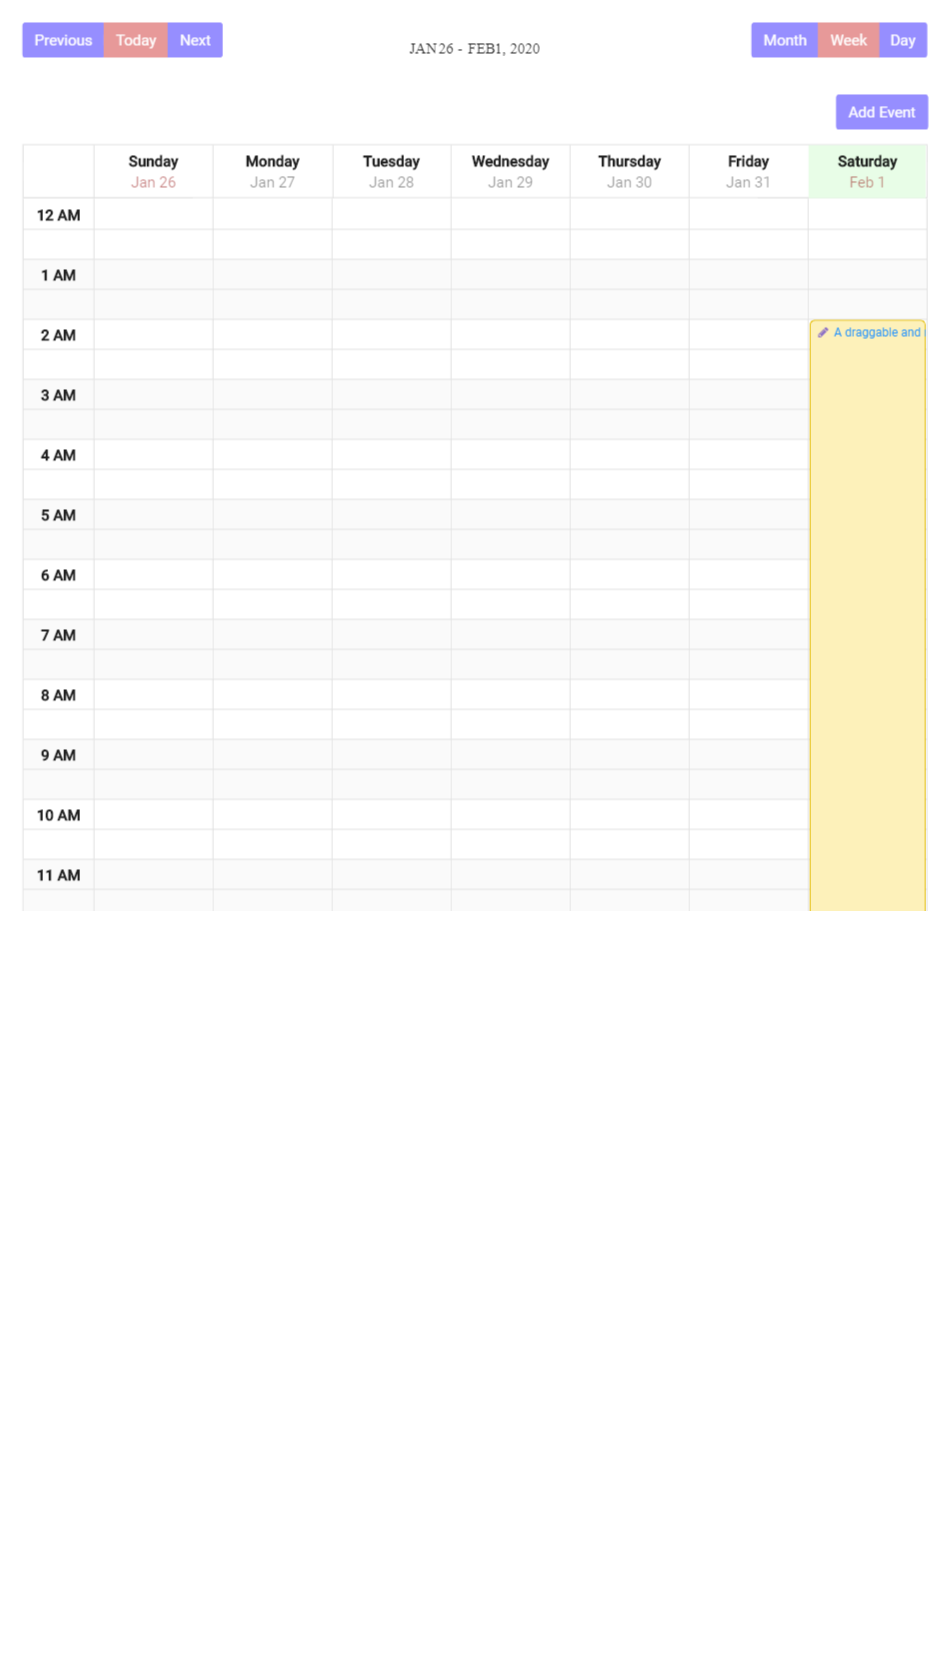 Previous Today Next
JAN 26 - FEB 1, 2020
Month Week Day
Add Event
Sunday Monday Tuesday Wednesday Thursday Friday Saturday
Jan 26 Jan 27 Jan 28 Jan 29 Jan 30 Jan 31 Feb 1
12 AM
1 AM
2 AM
A draggable and
3 AM
4 AM
5 AM
6 AM
7 AM
8 AM
9 AM
10 AM
11 AM